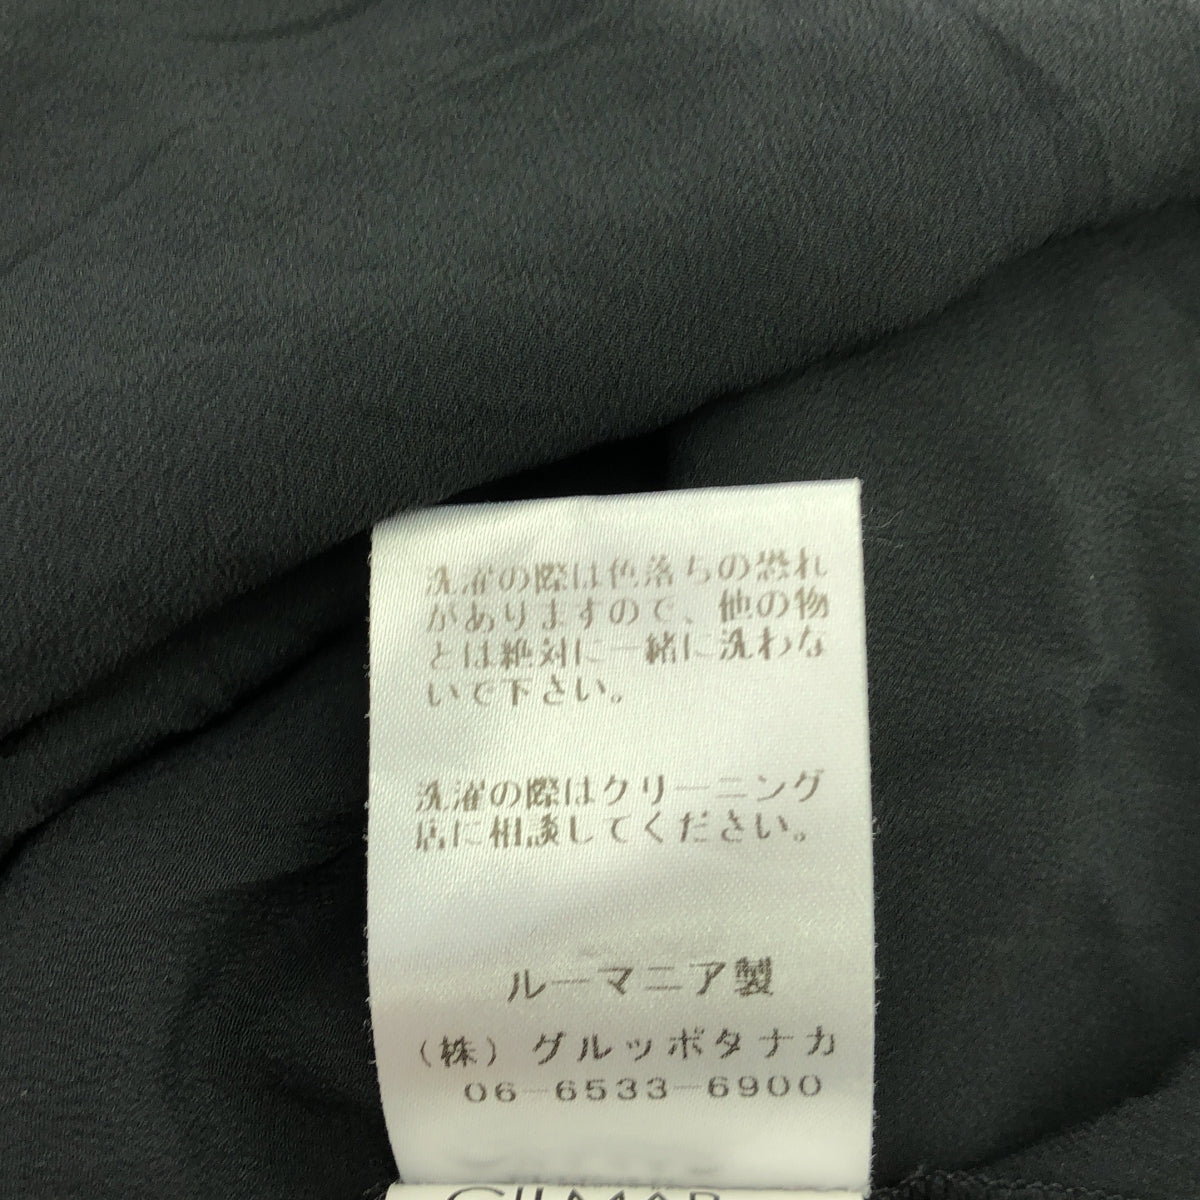 洗濯の際は色落ちの恐れ
がありますので、他の物
とは絶対に一緒に洗わな
いで下さい。
洗濯の際はクリーニング
店に相談してください。
ルーマニア製
(株)グルッポタナカ
06-6533-6900
GILMAR